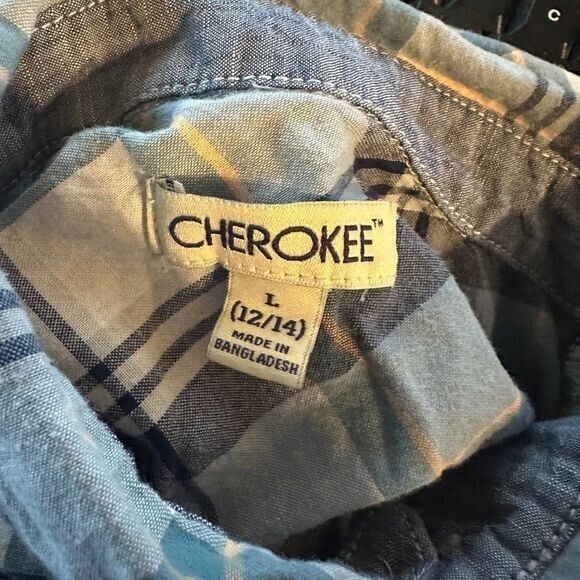 C
CHEROKEE™
L
(12/14)
MADE IN
BANGLADESH